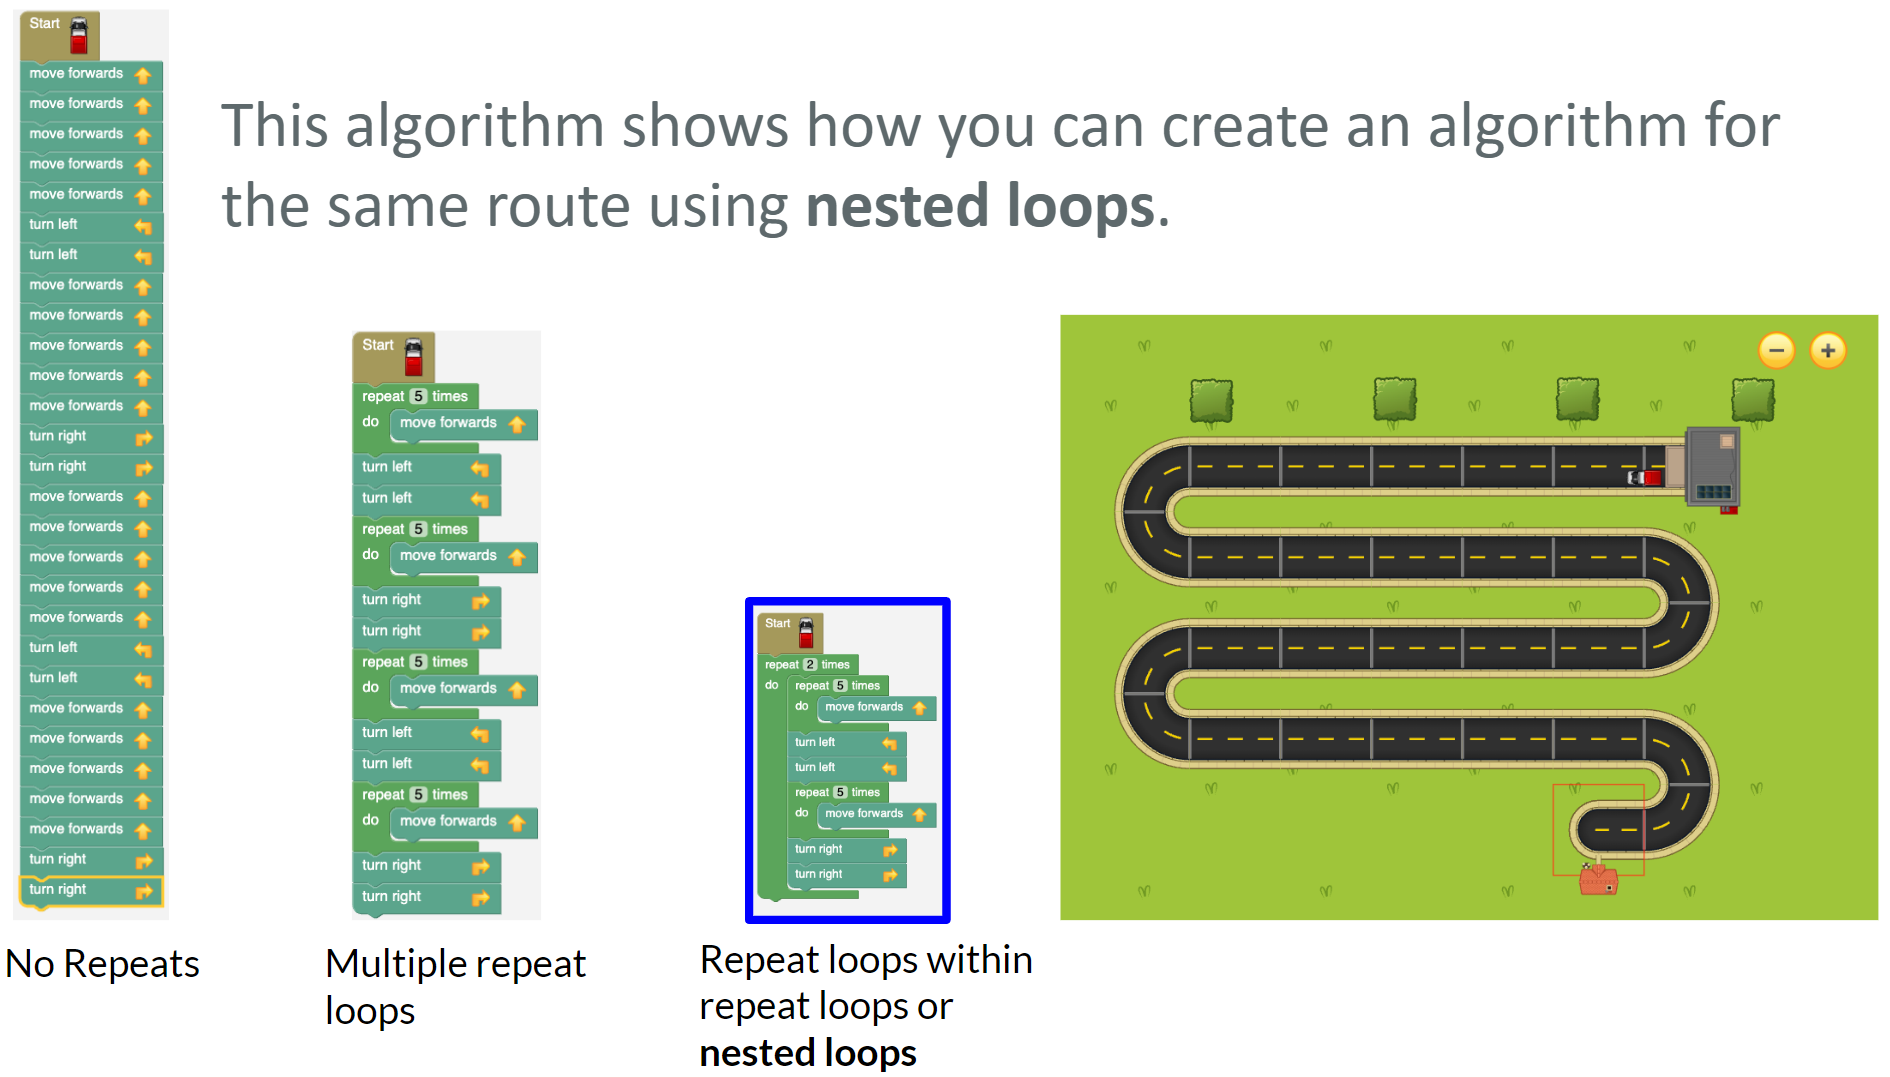 Start
move forwards
move forwards
move forwards
move forwards
move forwards
turn left
turn left
move forwards
move forwards
move forwards
move forwards
move forwards
turn right
turn right
move forwards
move forwards
move forwards
move forwards
move forwards
turn left
turn left
move forwards
move forwards
move forwards
move forwards
move forwards
turn right
turn right
No Repeats
This algorithm shows how you can create an algorithm for
the same route using nested loops.
Start
repeat 5 times
do move forwards
turn left
turn left
repeat 5 times
do move forwards
turn right
turn right
repeat 5 times
do move forwards
turn left
turn left
repeat 5 times
do move forwards
turn right
turn right
Multiple repeat
loops
Start
repeat 2 times
do repeat 5 times
do move forwards
turn left
turn left
repeat 5 times
do move forwards
turn right
turn right
Repeat loops within
repeat loops or
nested loops